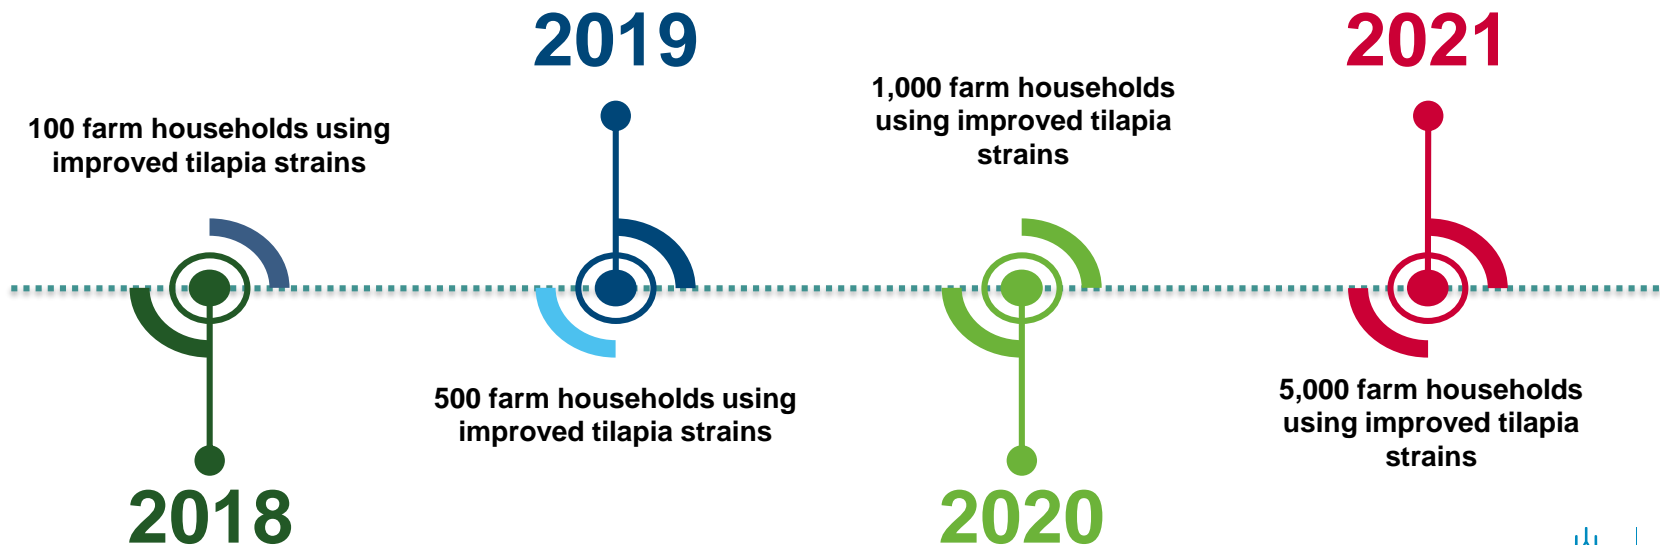 2018
100 farm households using
improved tilapia strains
2019
500 farm households using
improved tilapia strains
2020
1,000 farm households
using improved tilapia
strains
2021
5,000 farm households
using improved tilapia
strains